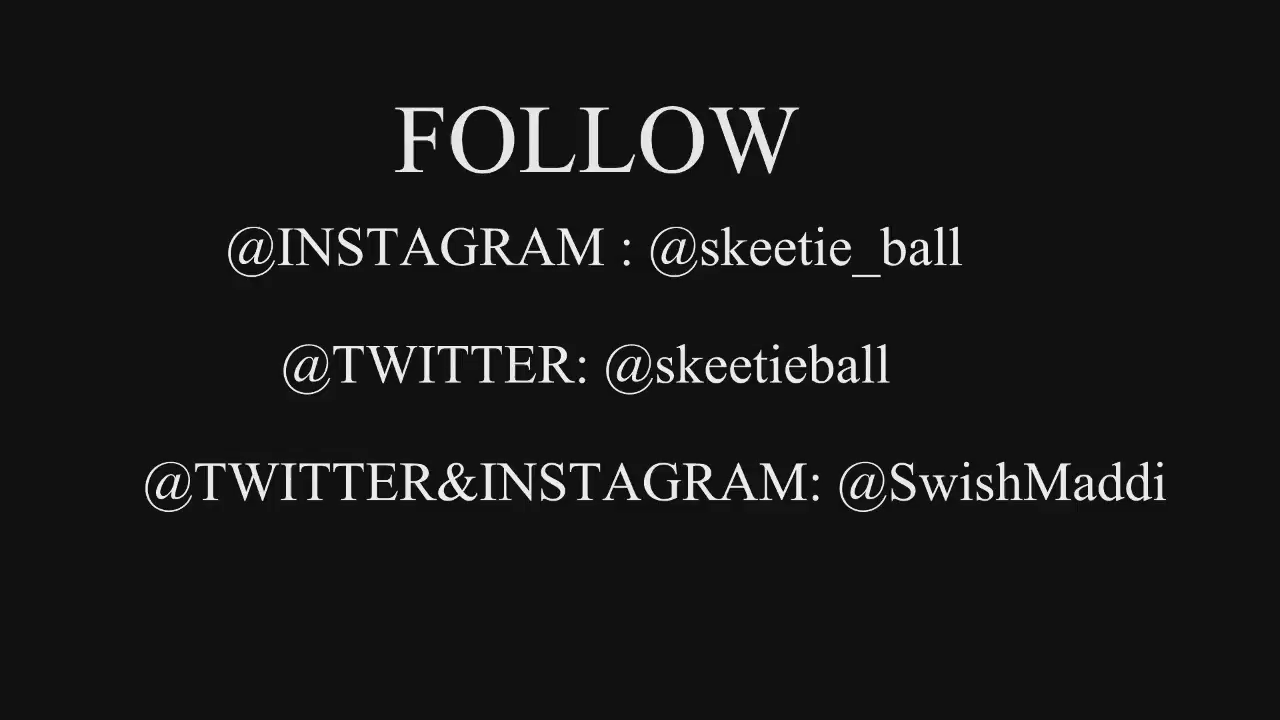 FOLLOW
@INSTAGRAM : @skeetie_ball
@TWITTER: @skeetieball
@TWITTER&INSTAGRAM: @SwishMaddi